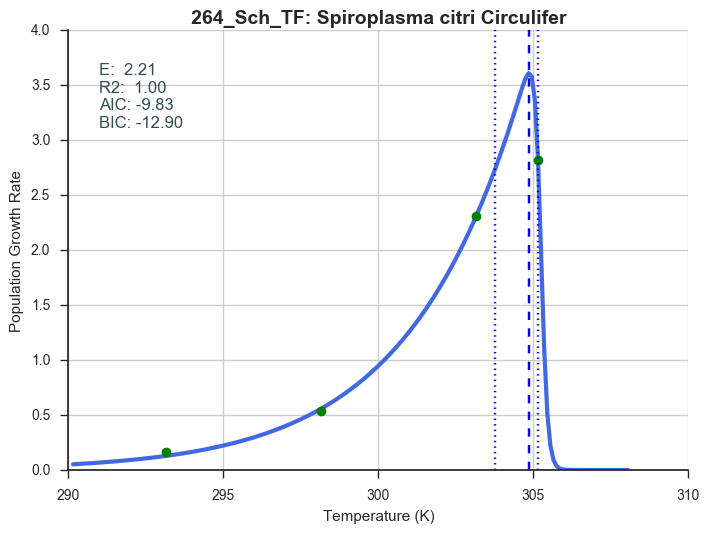 264_Sch_TF: Spiroplasma citri Circulifer
E: 2.21
R2: 1.00
AIC: -9.83
BIC: -12.90
Population Growth Rate
4.0
3.5
3.0
2.5
2.0
1.5
1.0
0.5
0.0
290 295 300 305 310
Temperature (K)